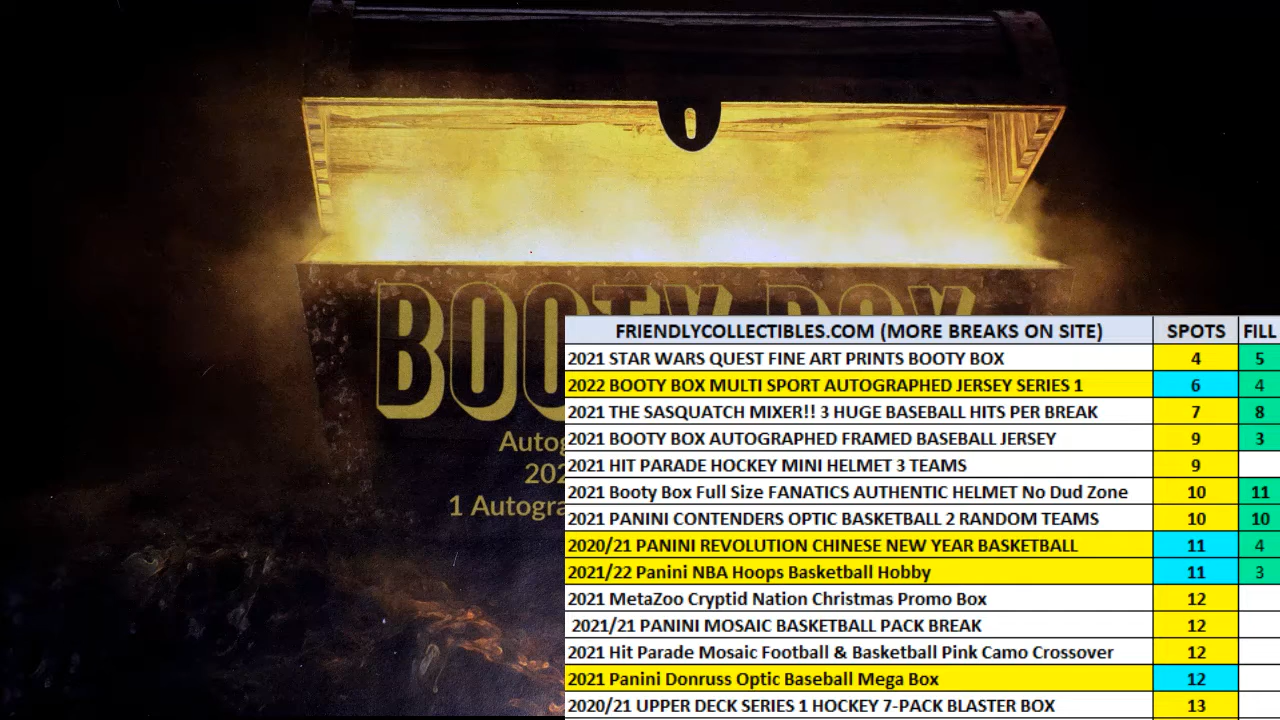 BOOTY BOX
Autog
202
1 Autogra
FRIENDLYCOLLECTIBLES.COM (MORE BREAKS ON SITE) SPOTS FILL
2021 STAR WARS QUEST FINE ART PRINTS BOOTY BOX 4 5
2022 BOOTY BOX MULTI SPORT AUTOGRAPHED JERSEY SERIES 1 6 4
2021 THE SASQUATCH MIXER!! 3 HUGE BASEBALL HITS PER BREAK 7 8
2021 BOOTY BOX AUTOGRAPHED FRAMED BASEBALL JERSEY 9 3
2021 HIT PARADE HOCKEY MINI HELMET 3 TEAMS 9
2021 Booty Box Full Size FANATICS AUTHENTIC HELMET No Dud Zone 10 11
2021 PANINI CONTENDERS OPTIC BASKETBALL 2 RANDOM TEAMS 10 10
2020/21 PANINI REVOLUTION CHINESE NEW YEAR BASKETBALL 11 4
2021/22 Panini NBA Hoops Basketball Hobby 11 3
2021 MetaZoo Cryptid Nation Christmas Promo Box 12
2021/21 PANINI MOSAIC BASKETBALL PACK BREAK 12
2021 Hit Parade Mosaic Football & Basketball Pink Camo Crossover 12
2021 Panini Donruss Optic Baseball Mega Box 12
2020/21 UPPER DECK SERIES 1 HOCKEY 7-PACK BLASTER BOX 13